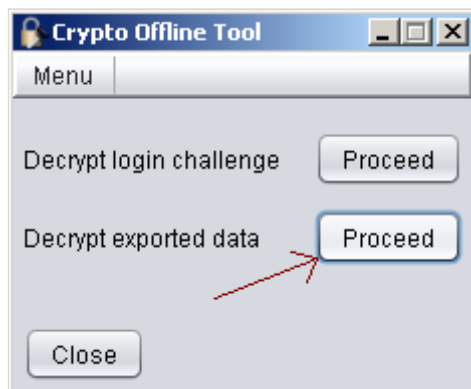 Crypto Offline Tool
Menu
Decrypt login challenge Proceed
Decrypt exported data Proceed
Close